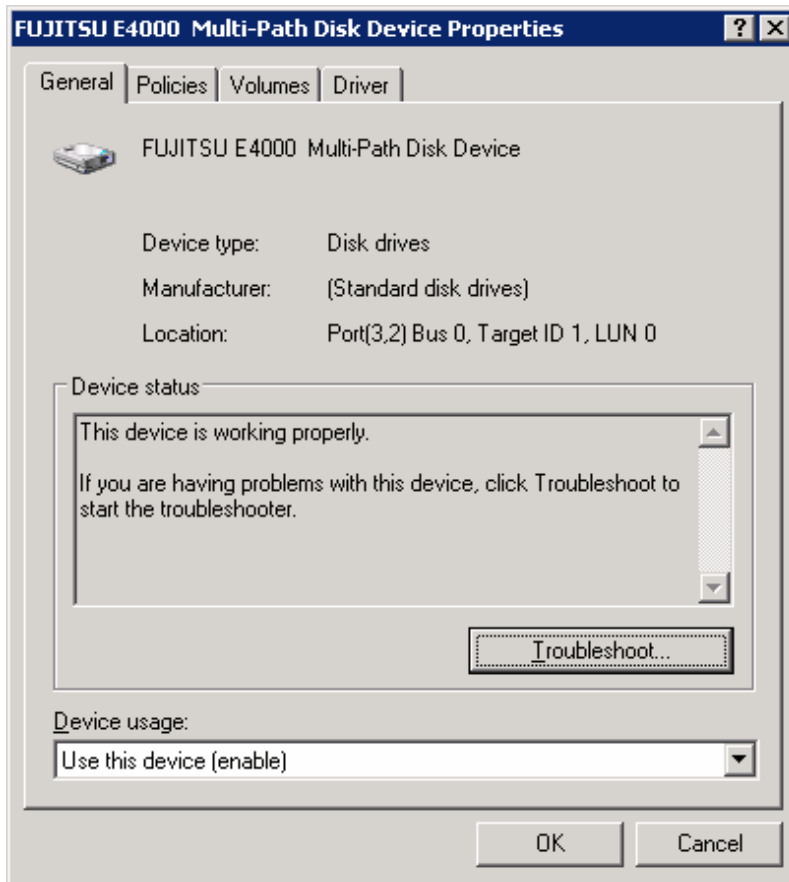 FUJITSU E4000  Multi-Path Disk Device Properties
General Policies Volumes Driver
FUJITSU E4000  Multi-Path Disk Device
Device type: Disk drives
Manufacturer: (Standard disk drives)
Location: Port(3,2) Bus 0, Target ID 1, LUN 0
Device status
This device is working properly.
If you are having problems with this device, click Troubleshoot to
start the troubleshooter.
Troubleshoot...
Device usage:
Use this device (enable)
OK Cancel